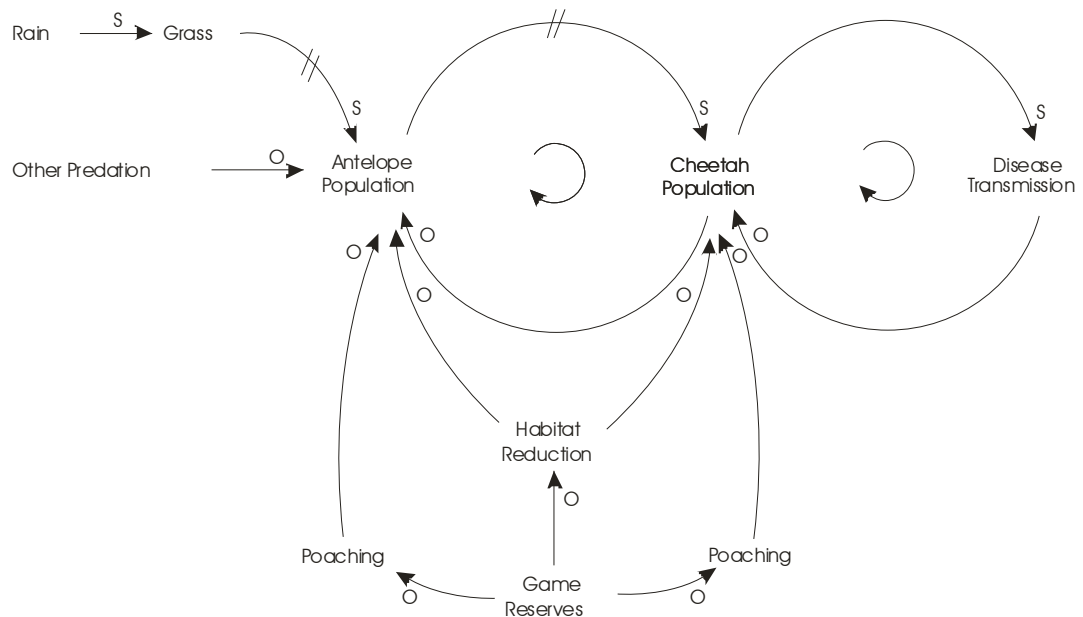 Rain
S
Grass
S
S
S
Other Predation
O
Antelope
Population
Cheetah
Population
Disease
Transmission
O
O
O
O
O
O
O
Habitat
Reduction
O
Poaching
Poaching
Game
Reserves
O
O